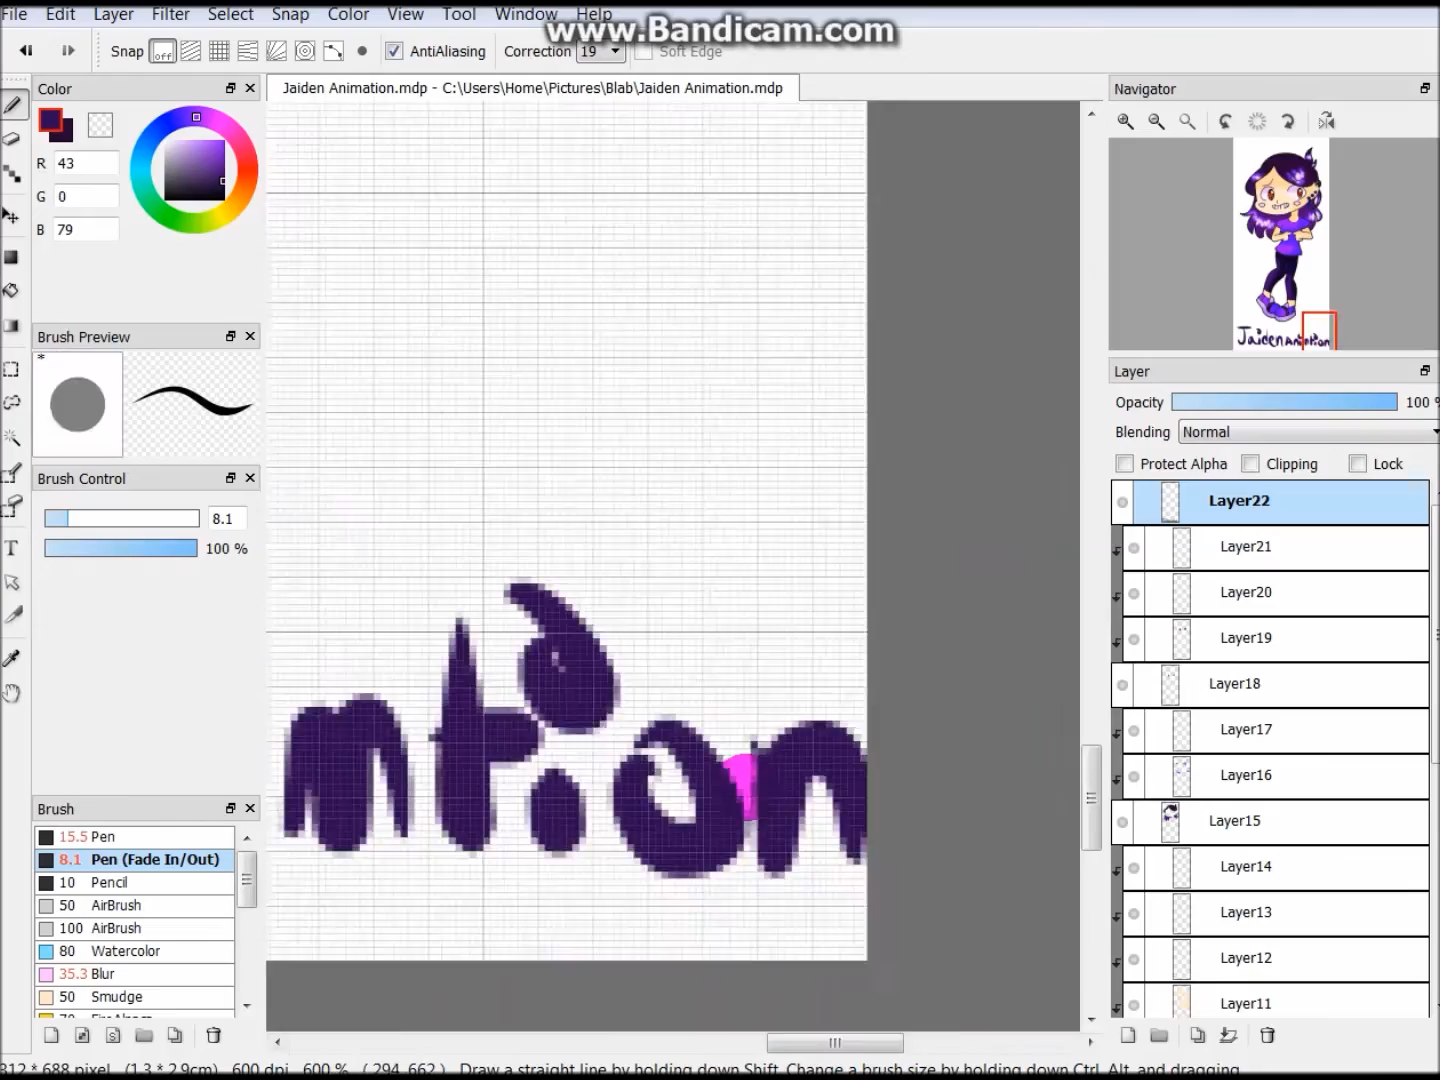 File Edit Layer Filter Select Snap Color View Tool Window Help
www.Bandicam.com
Snap off AntiAliasing Correction 19 Soft Edge
Color
Jaiden Animation.mdp - C:\Users\Home\Pictures\Blab\Jaiden Animation.mdp
Navigator
R 43
G 0
B 79
Brush Preview
*
Jaiden Animation
Layer
Opacity 100 %
Blending Normal
Protect Alpha Clipping Lock
Brush Control
8.1
100 %
Layer22
Layer21
Layer20
Layer19
Layer18
Layer17
Layer16
Layer15
Layer14
Layer13
Layer12
Layer11
ntion
Brush
15.5 Pen
8.1 Pen (Fade In/Out)
10 Pencil
50 AirBrush
100 AirBrush
80 Watercolor
35.3 Blur
50 Smudge
T
312 * 688 pixel (1.3 * 2.9cm) 600 dpi 600 % ( 294, 662 ) Draw a straight line by holding down Shift, Change a brush size by holding down Ctrl, Alt, and dragging